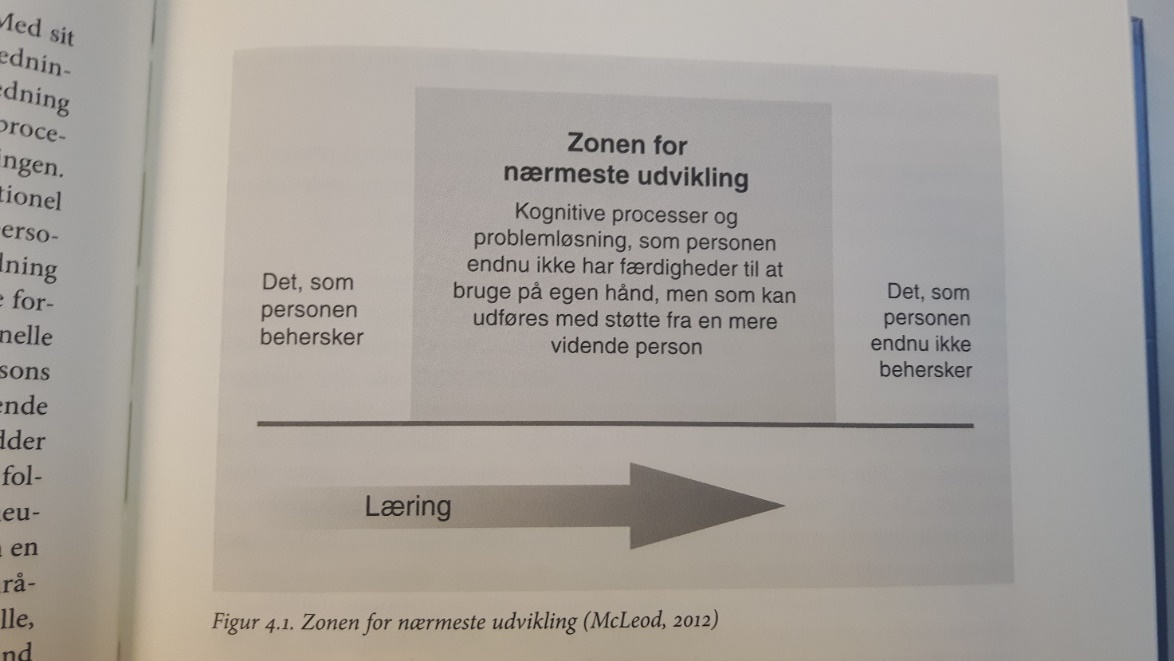 Med sit
ednin-
edning
proce-
ingen.
tionel
erso-
dning
e for-
nelle
sons
ende
dder
fol-
eu-
en
rå-
lle,
nd
Zonen for
nærmeste udvikling
Kognitive processer og
problemløsning, som personen
endnu ikke har færdigheder til at
bruge på egen hånd, men som kan
udføres med støtte fra en mere
vidende person
Det, som
personen
behersker
Det, som
personen
endnu ikke
behersker
Læring
Figur 4.1. Zonen for nærmeste udvikling (McLeod, 2012)